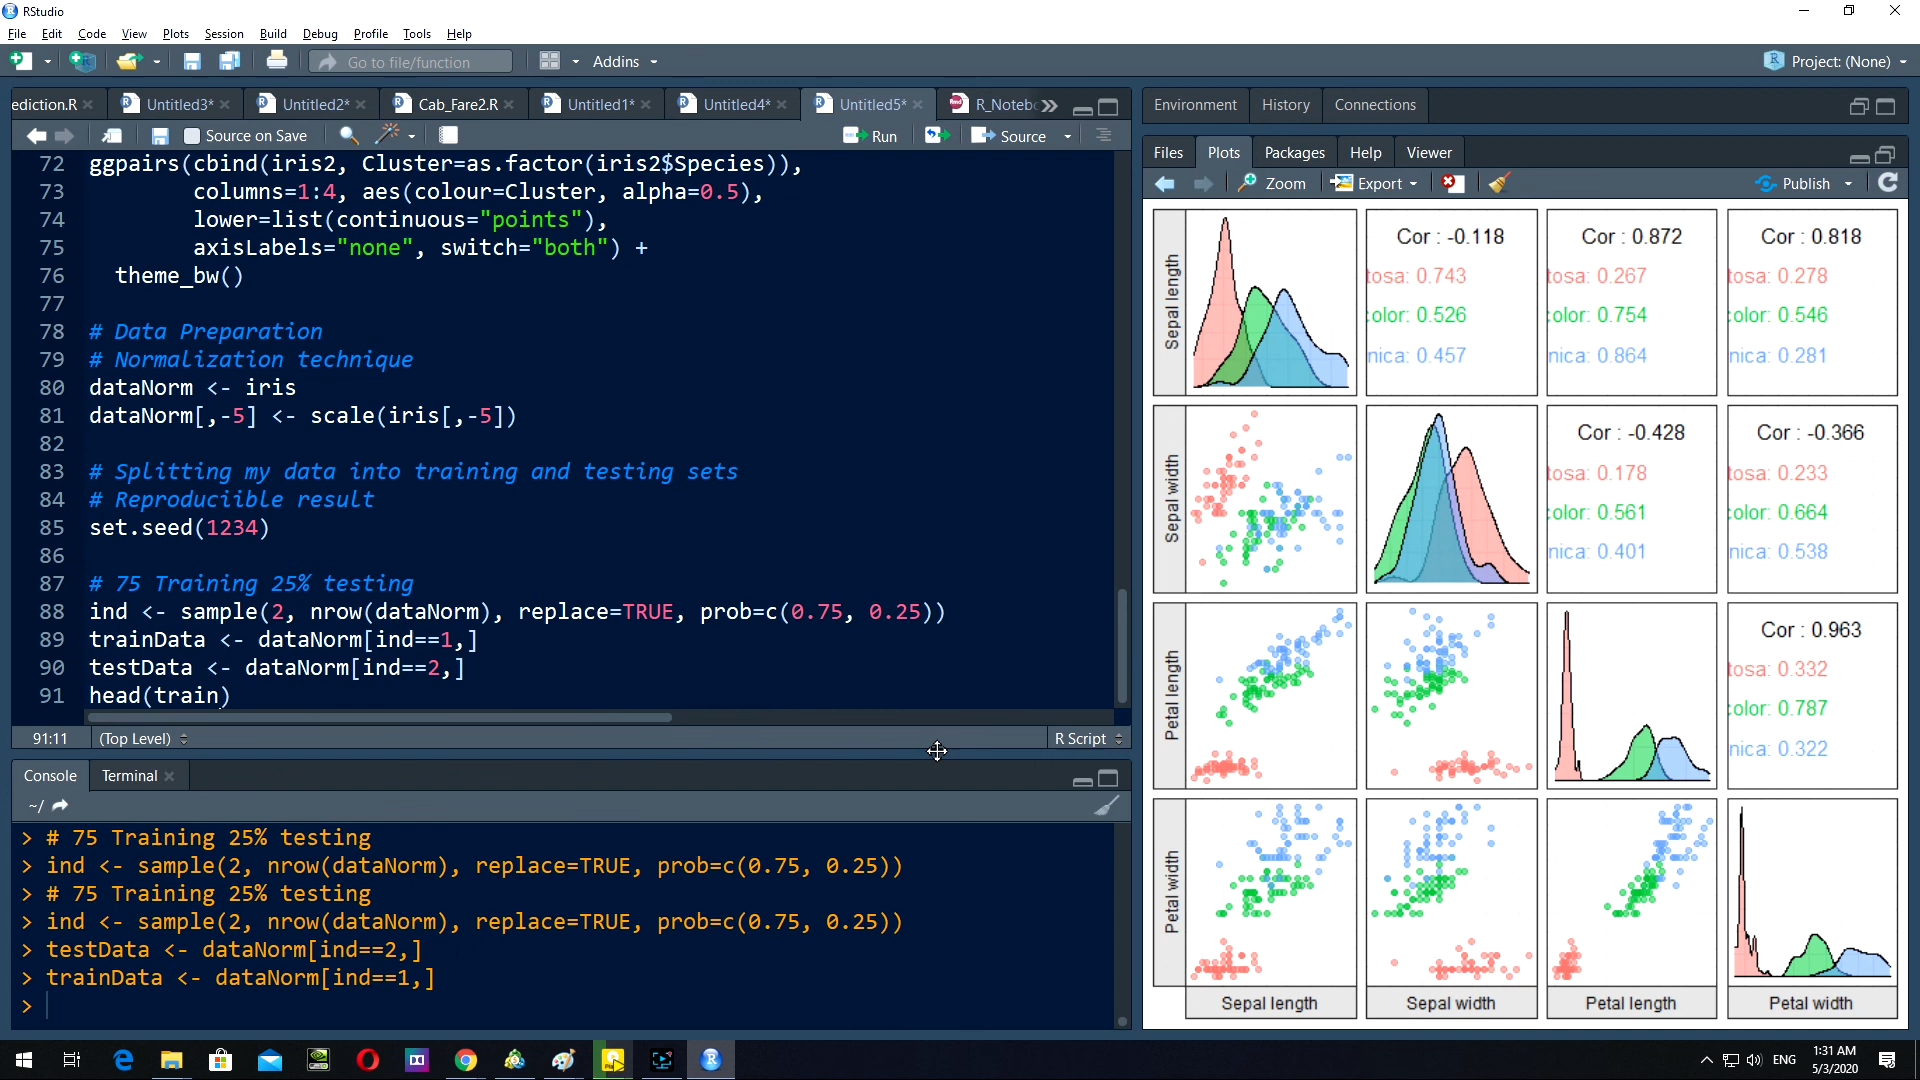 RStudio
File Edit Code View Plots Session Build Debug Profile Tools Help
Go to file/function Addins Project: (None)
ediction.R Untitled3* Untitled2* Cab_Fare2.R Untitled1* Untitled4* Untitled5* R_Notebo
Source on Save Run Source
72 ggpairs(cbind(iris2, Cluster=as.factor(iris2$Species)),
73 columns=1:4, aes(colour=Cluster, alpha=0.5),
74 lower=list(continuous="points"),
75 axisLabels="none", switch="both") +
76 theme_bw()
77
78 # Data Preparation
79 # Normalization technique
80 dataNorm <- iris
81 dataNorm[,-5] <- scale(iris[,-5])
82
83 # Splitting my data into training and testing sets
84 # Reproduciible result
85 set.seed(1234)
86
87 # 75 Training 25% testing
88 ind <- sample(2, nrow(dataNorm), replace=TRUE, prob=c(0.75, 0.25))
89 trainData <- dataNorm[ind==1,]
90 testData <- dataNorm[ind==2,]
91 head(train)
91:11 (Top Level) R Script
Console Terminal
~/
> # 75 Training 25% testing
> ind <- sample(2, nrow(dataNorm), replace=TRUE, prob=c(0.75, 0.25))
> # 75 Training 25% testing
> ind <- sample(2, nrow(dataNorm), replace=TRUE, prob=c(0.75, 0.25))
> testData <- dataNorm[ind==2,]
> trainData <- dataNorm[ind==1,]
>
Environment History Connections
Files Plots Packages Help Viewer
Zoom Export Publish
Sepal length
Cor : -0.118
tosa: 0.743
color: 0.526
nica: 0.457
Cor : 0.872
tosa: 0.267
color: 0.754
nica: 0.864
Cor : 0.818
tosa: 0.278
color: 0.546
nica: 0.281
Sepal width
Cor : -0.428
tosa: 0.178
color: 0.561
nica: 0.401
Cor : -0.366
tosa: 0.233
color: 0.664
nica: 0.538
Petal length
Cor : 0.963
tosa: 0.332
color: 0.787
nica: 0.322
Petal width
Sepal length Sepal width Petal length Petal width
ENG
1:31 AM
5/3/2020